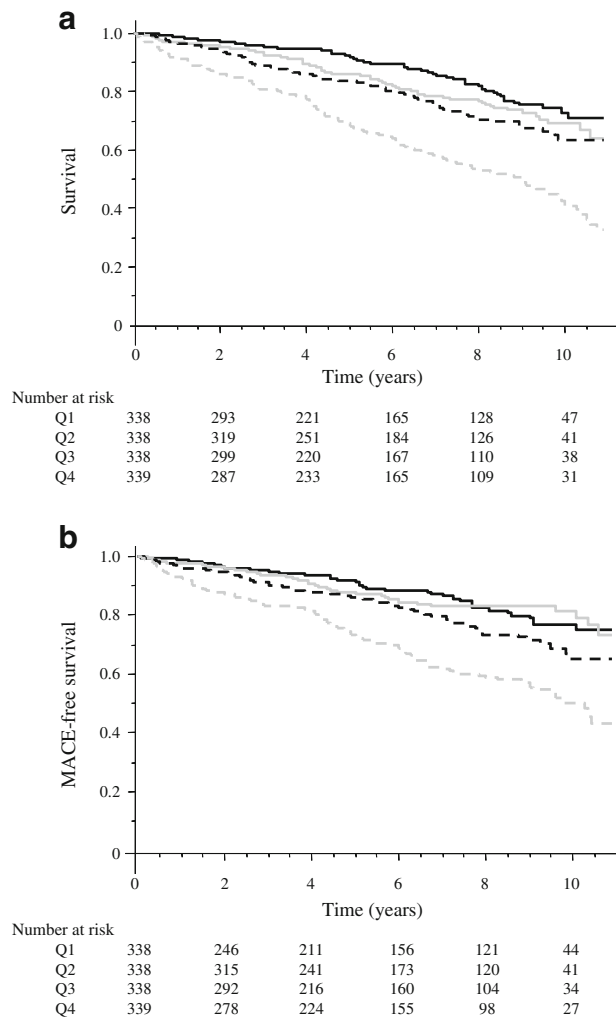 a
1.0
0.8
0.6
0.4
0.2
0
Survival
0 2 4 6 8 10
Time (years)
Number at risk
Q1 338 293 221 165 128 47
Q2 338 319 251 184 126 41
Q3 338 299 220 167 110 38
Q4 339 287 233 165 109 31
b
1.0
0.8
0.6
0.4
0.2
0
MACE-free survival
0 2 4 6 8 10
Time (years)
Number at risk
Q1 338 246 211 156 121 44
Q2 338 315 241 173 120 41
Q3 338 292 216 160 104 34
Q4 339 278 224 155 98 27